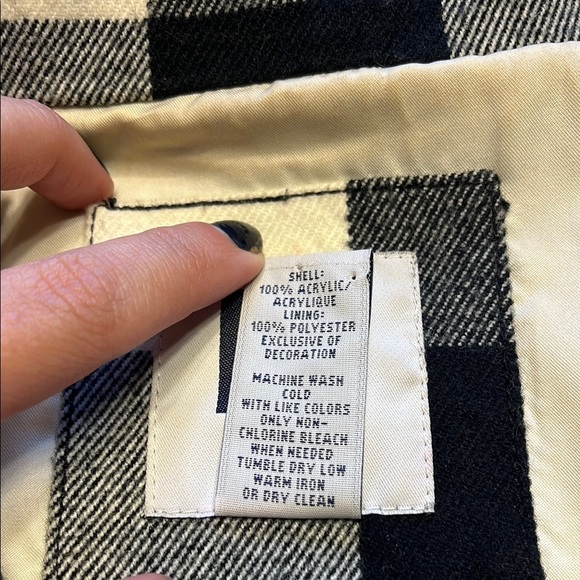 SHELL:
100% ACRYLIC/
ACRYLIQUE
LINING:
100% POLYESTER
EXCLUSIVE OF
DECORATION
MACHINE WASH
COLD
WITH LIKE COLORS
ONLY NON-
CHLORINE BLEACH
WHEN NEEDED
TUMBLE DRY LOW
WARM IRON
OR DRY CLEAN